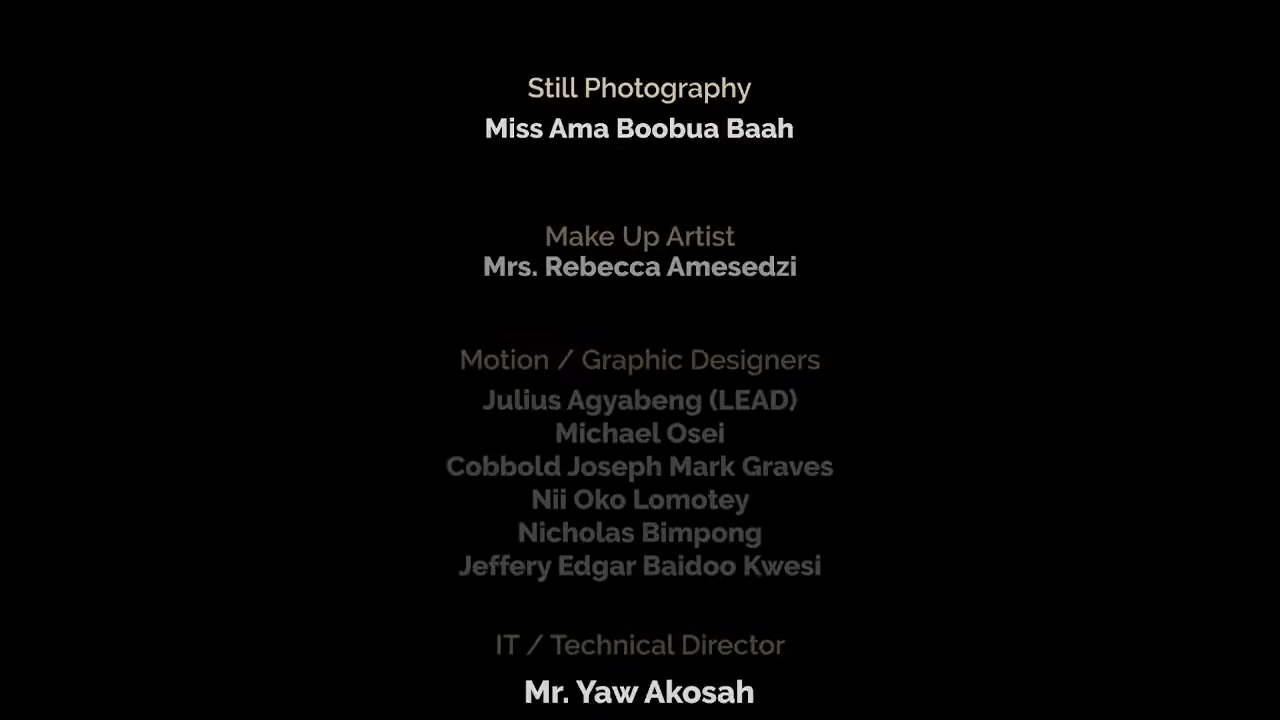 Still Photography
Miss Ama Boobua Baah
Make Up Artist
Mrs. Rebecca Amesedzi
Motion / Graphic Designers
Julius Agyabeng (LEAD)
Michael Osei
Cobbold Joseph Mark Graves
Nii Oko Lomotey
Nicholas Bimpong
Jeffery Edgar Baidoo Kwesi
IT / Technical Director
Mr. Yaw Akosah